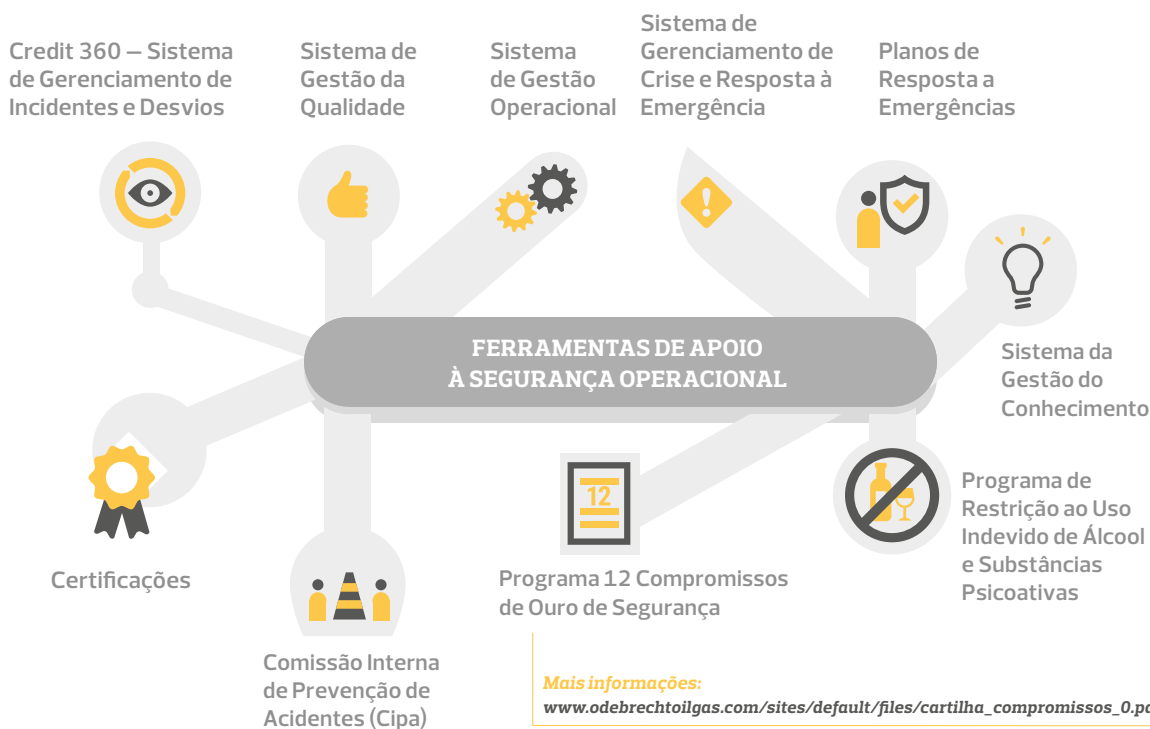 Credit 360 – Sistema
de Gerenciamento de
Incidentes e Desvios
Sistema de
Gestão da
Qualidade
Sistema
de Gestão
Operacional
Sistema de
Gerenciamento de
Crise e Resposta à
Emergência
Planos de
Resposta a
Emergências
FERRAMENTAS DE APOIO
À SEGURANÇA OPERACIONAL
Sistema da
Gestão do
Conhecimento
12
Certificações
Programa 12 Compromissos
de Ouro de Segurança
Programa de
Restrição ao Uso
Indevido de Álcool
e Substâncias
Psicoativas
Comissão Interna
de Prevenção de
Acidentes (Cipa)
Mais informações:
www.odebrechtoilgas.com/sites/default/files/cartilha_compromissos_0.pd